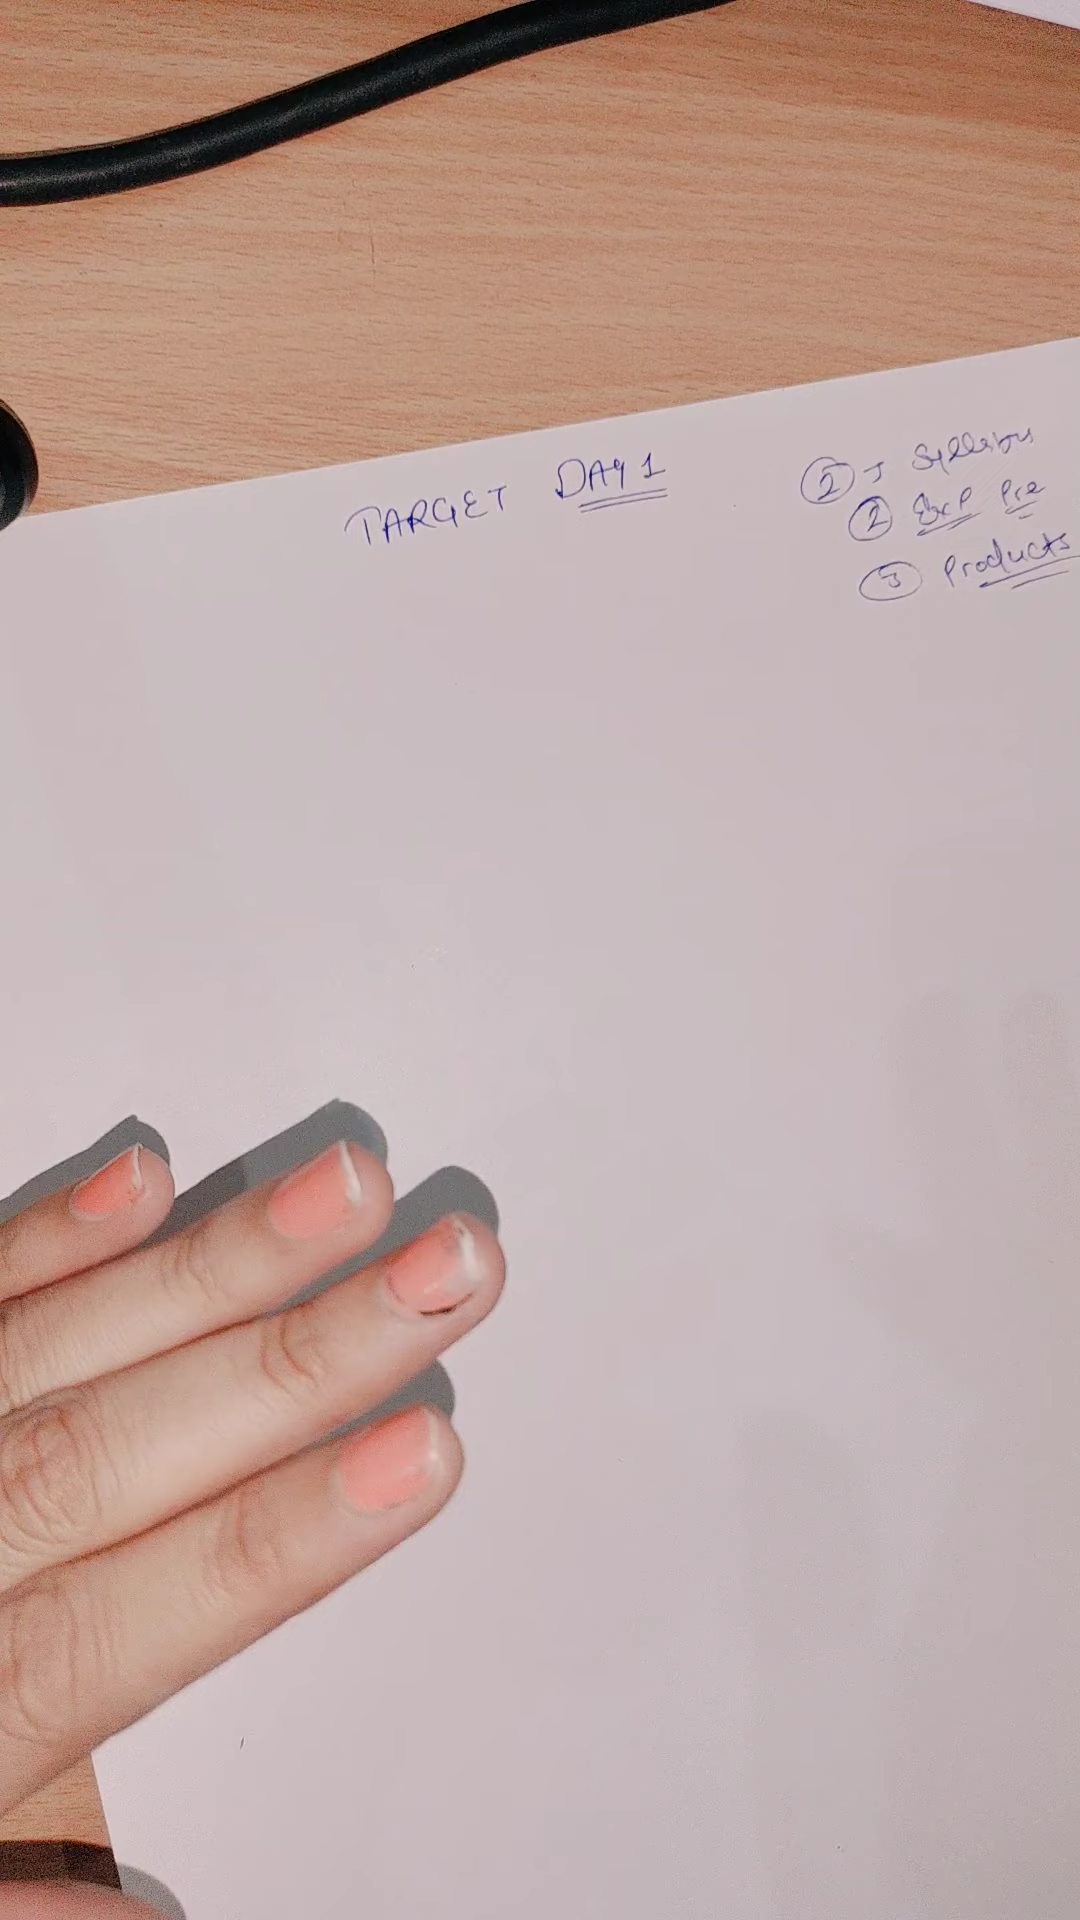 TARGET DAY 1
① Syllabus
② Exp Pre
③ Products